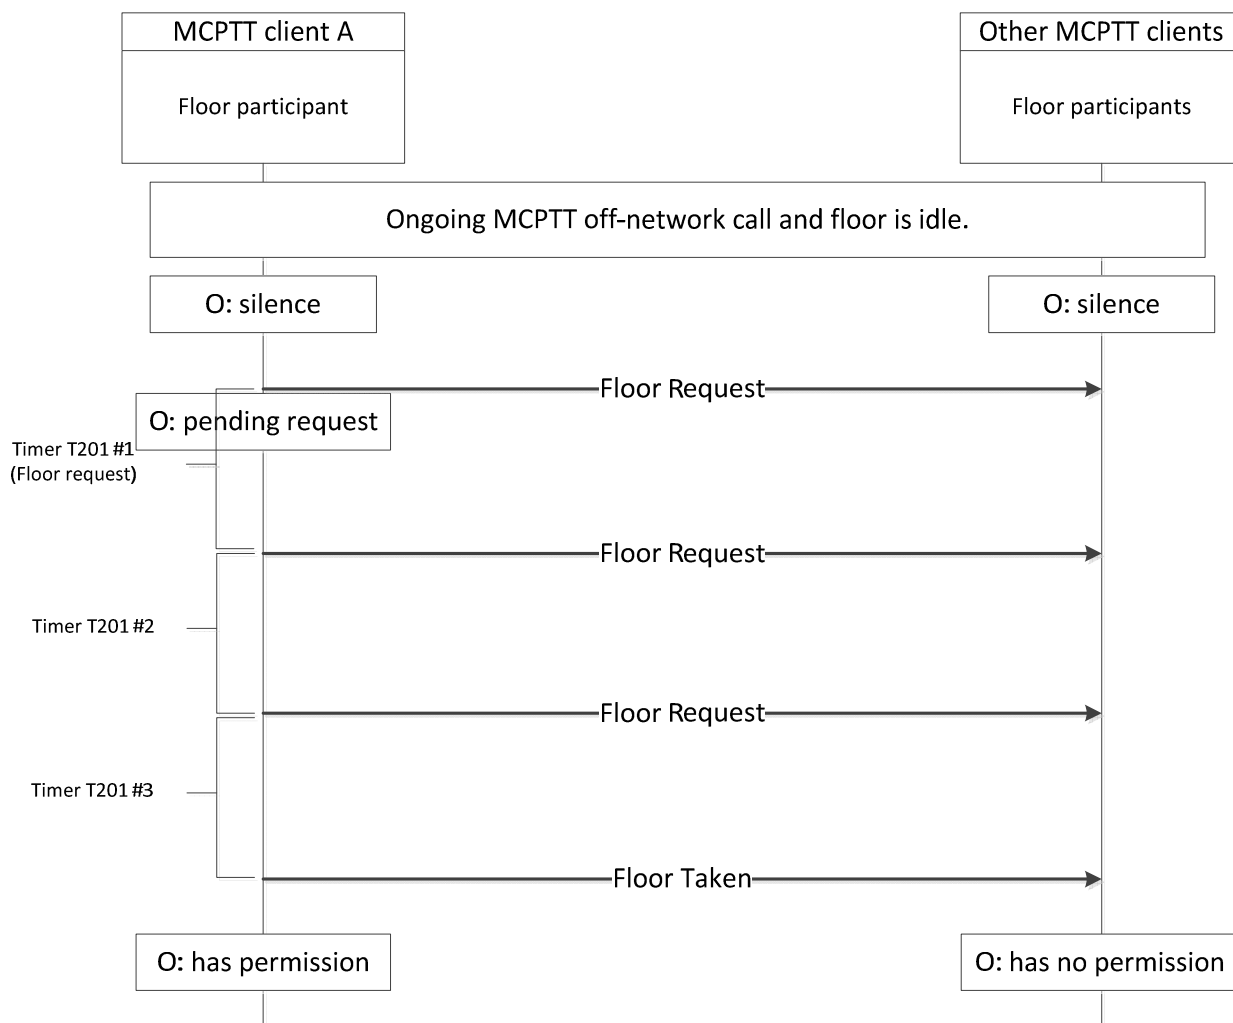 MCPTT client A
Other MCPTT clients
Floor participant
Floor participants
Ongoing MCPTT off-network call and floor is idle.
O: silence
O: silence
Floor Request
O: pending request
Timer T201 #1
(Floor request)
Floor Request
Timer T201 #2
Floor Request
Timer T201 #3
Floor Taken
O: has permission
O: has no permission